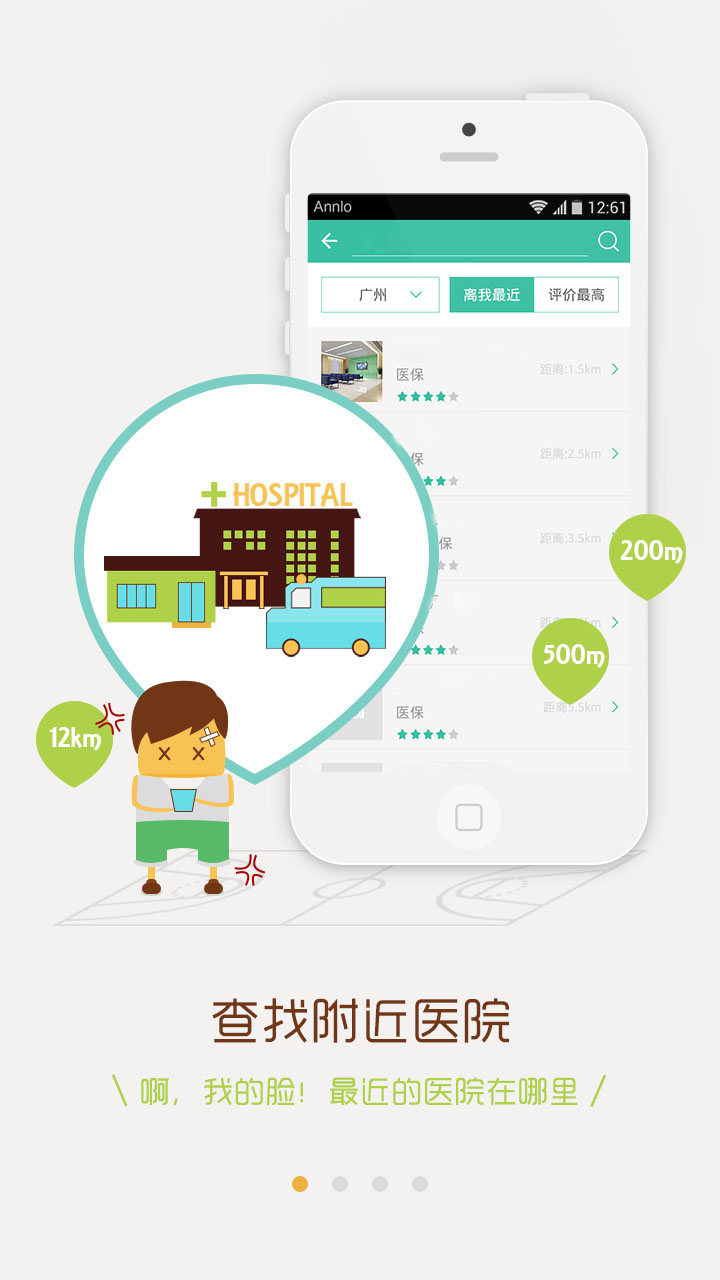 Annlo 12:61
广州 离我最近 评价最高
医保 距离:1.5km
保 距离:2.5km
保 距离:3.5km
HOSPITAL
200m
500m
距离5.5km
医保
12km
查找附近医院
\ 啊，我的脸！最近的医院在哪里 /